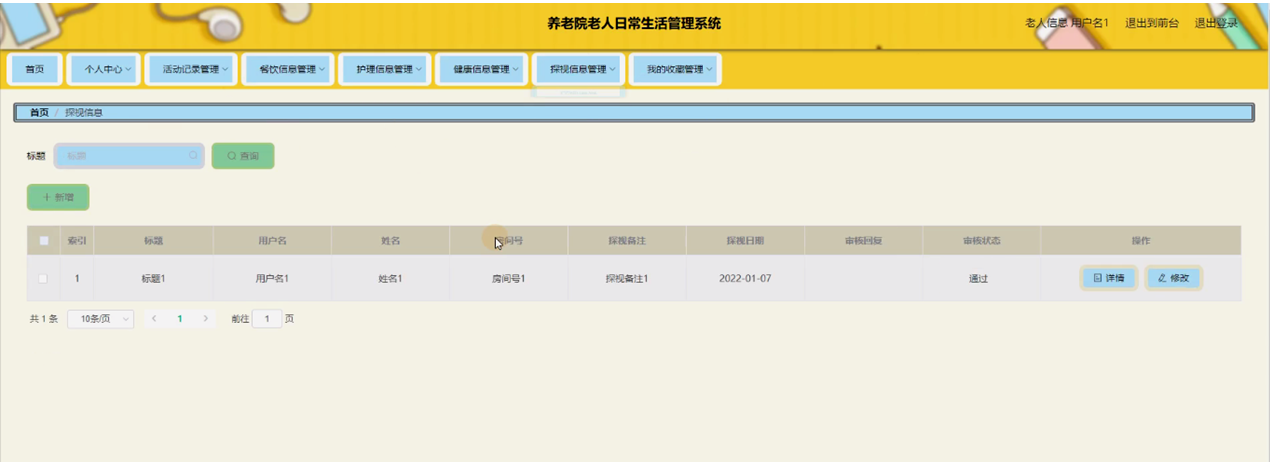 养老院老人日常生活管理系统
老人信息 用户名1 退出到前台 退出登录
首页 个人中心 活动记录管理 餐饮信息管理 护理信息管理 健康信息管理 探视信息管理 我的收藏管理
首页 / 探视信息
标题 标题 查询
新增
索引 标题 用户名 姓名 房间号 探视备注 探视日期 审核回复 审核状态 操作
1 标题1 用户名1 姓名1 房间号1 探视备注1 2022-01-07 通过 详情 修改
共 1 条 10条/页 1 前往 1 页